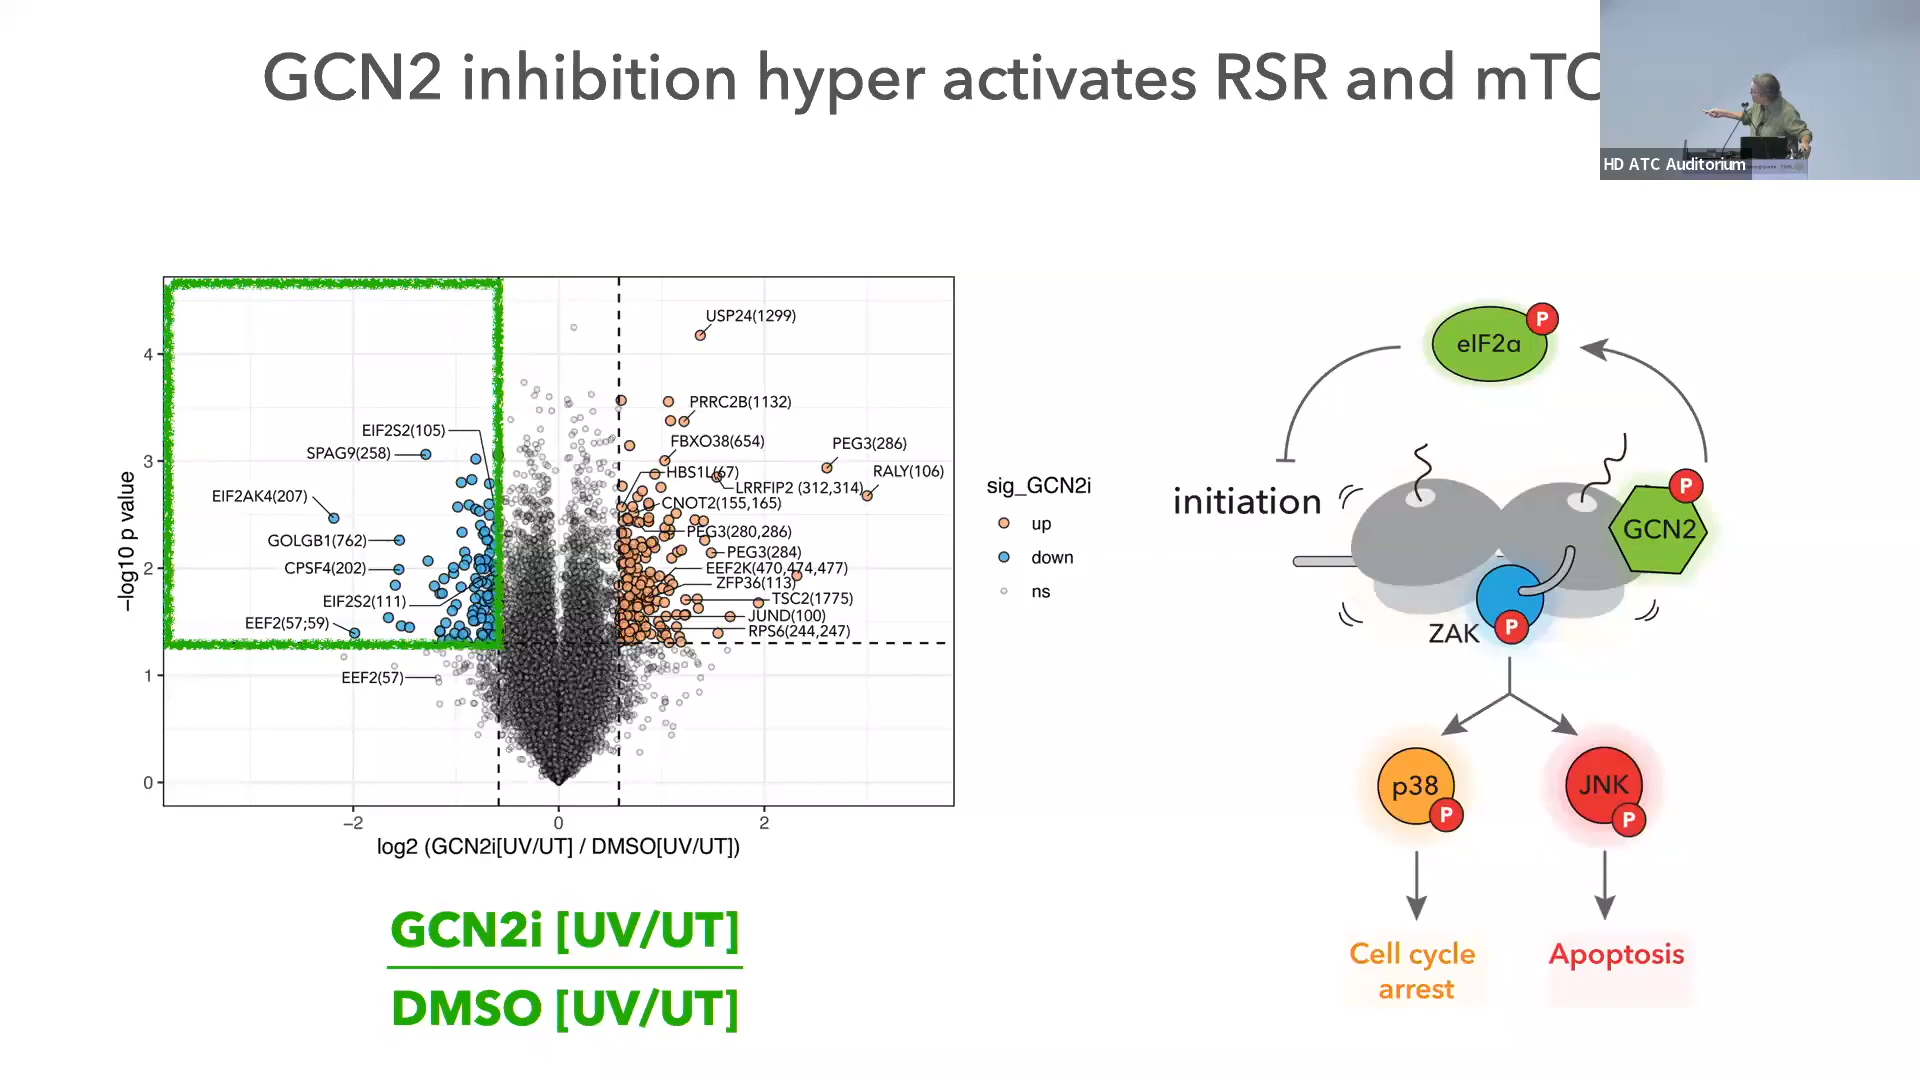 GCN2 inhibition hyper activates RSR and mTO
HD ATC Auditorium
USP24(1299)
PRRC2B(1132)
EIF2S2(105)
FBXO38(654)
PEG3(286)
SPAG9(258)
HBS1L(67)
RALY(106)
LRRFIP2 (312,314)
EIF2AK4(207)
CNOT2(155,165)
PEG3(280,286)
GOLGB1(762)
PEG3(284)
CPSF4(202)
EEF2K(470,474,477)
ZFP36(113)
EIF2S2(111)
TSC2(1775)
JUND(100)
EEF2(57;59)
RPS6(244,247)
EEF2(57)
4
3
2
1
0
−log10 p value
−2
0
2
log2 (GCN2i[UV/UT] / DMSO[UV/UT])
sig_GCN2i
up
down
ns
GCN2i [UV/UT]
DMSO [UV/UT]
eIF2α
P
initiation
P
GCN2
ZAK
P
p38
P
JNK
P
Cell cycle
arrest
Apoptosis